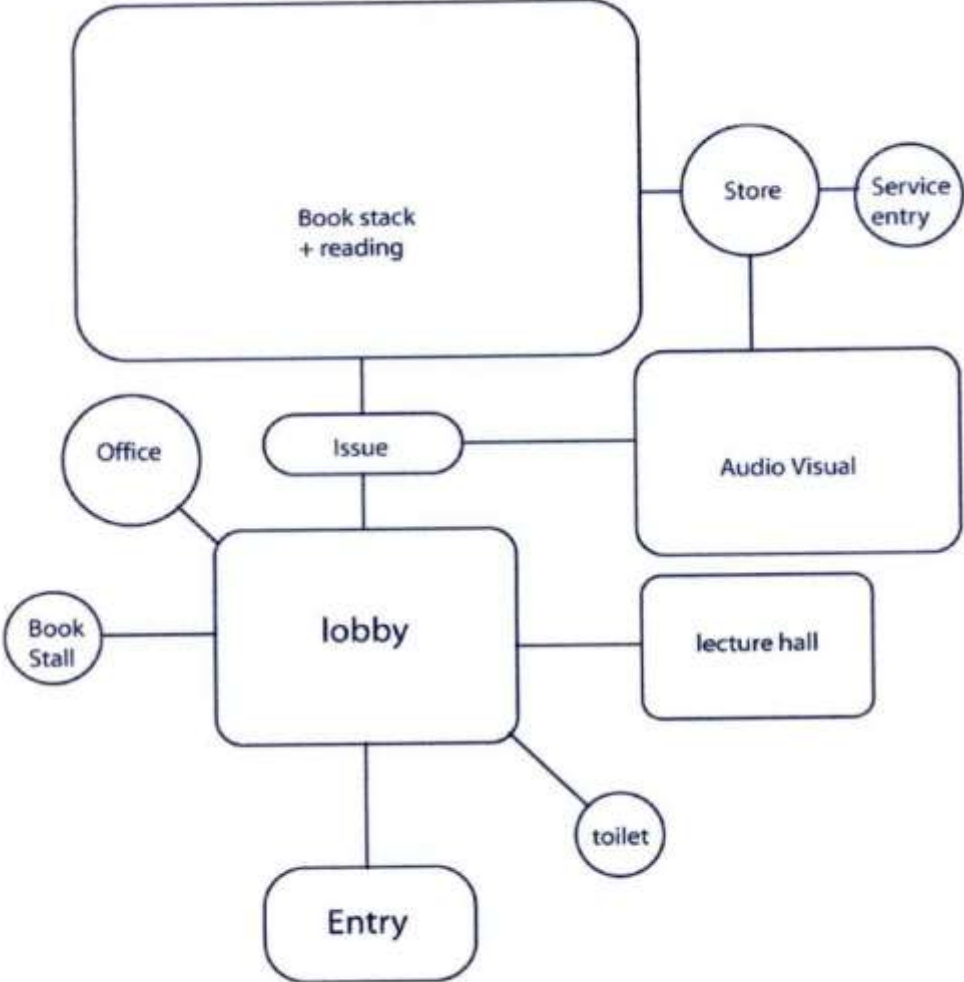 Book stack
+ reading
Store
Service
entry
Office
Issue
Audio Visual
Book
Stall
lobby
lecture hall
toilet
Entry